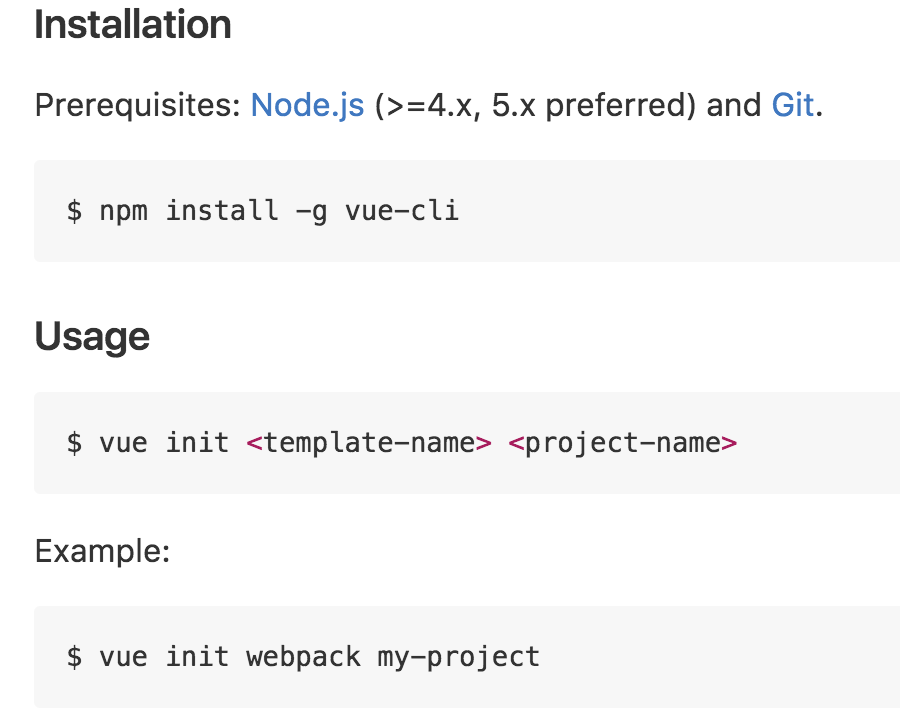 Installation
Prerequisites: Node.js (>=4.x, 5.x preferred) and Git.
$ npm install -g vue-cli
Usage
$ vue init <template-name> <project-name>
Example:
$ vue init webpack my-project